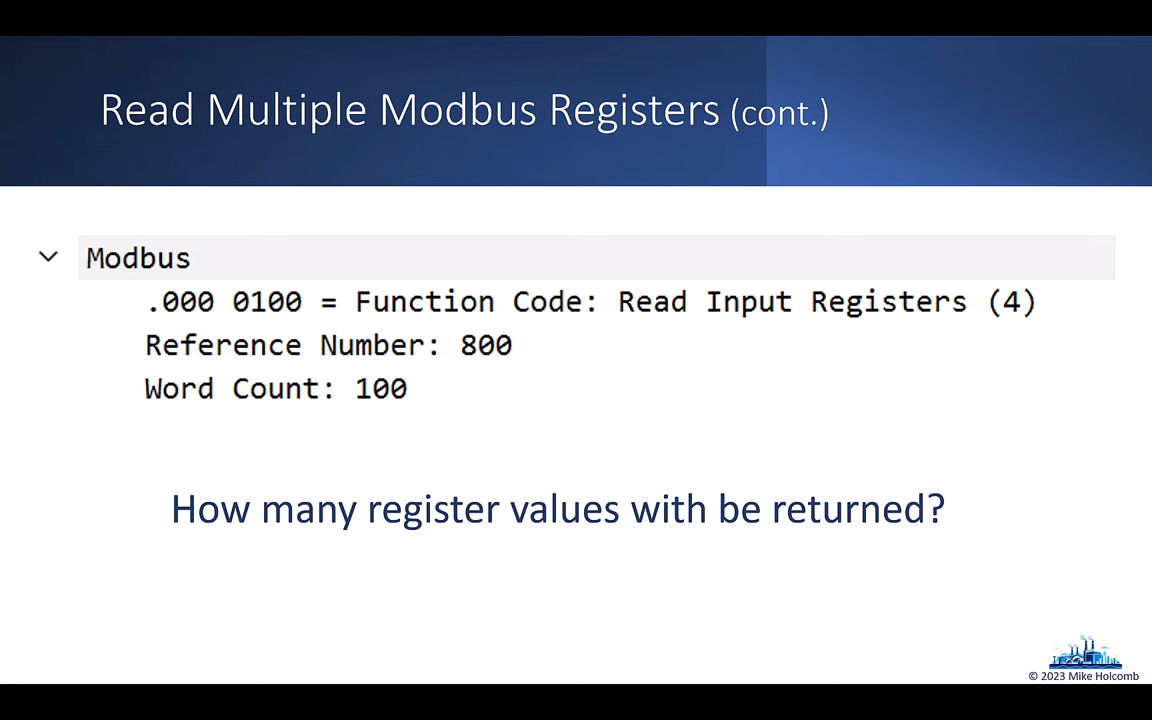 Read Multiple Modbus Registers (cont.)
Modbus
.000 0100 = Function Code: Read Input Registers (4)
Reference Number: 800
Word Count: 100
How many register values with be returned?
© 2023 Mike Holcomb